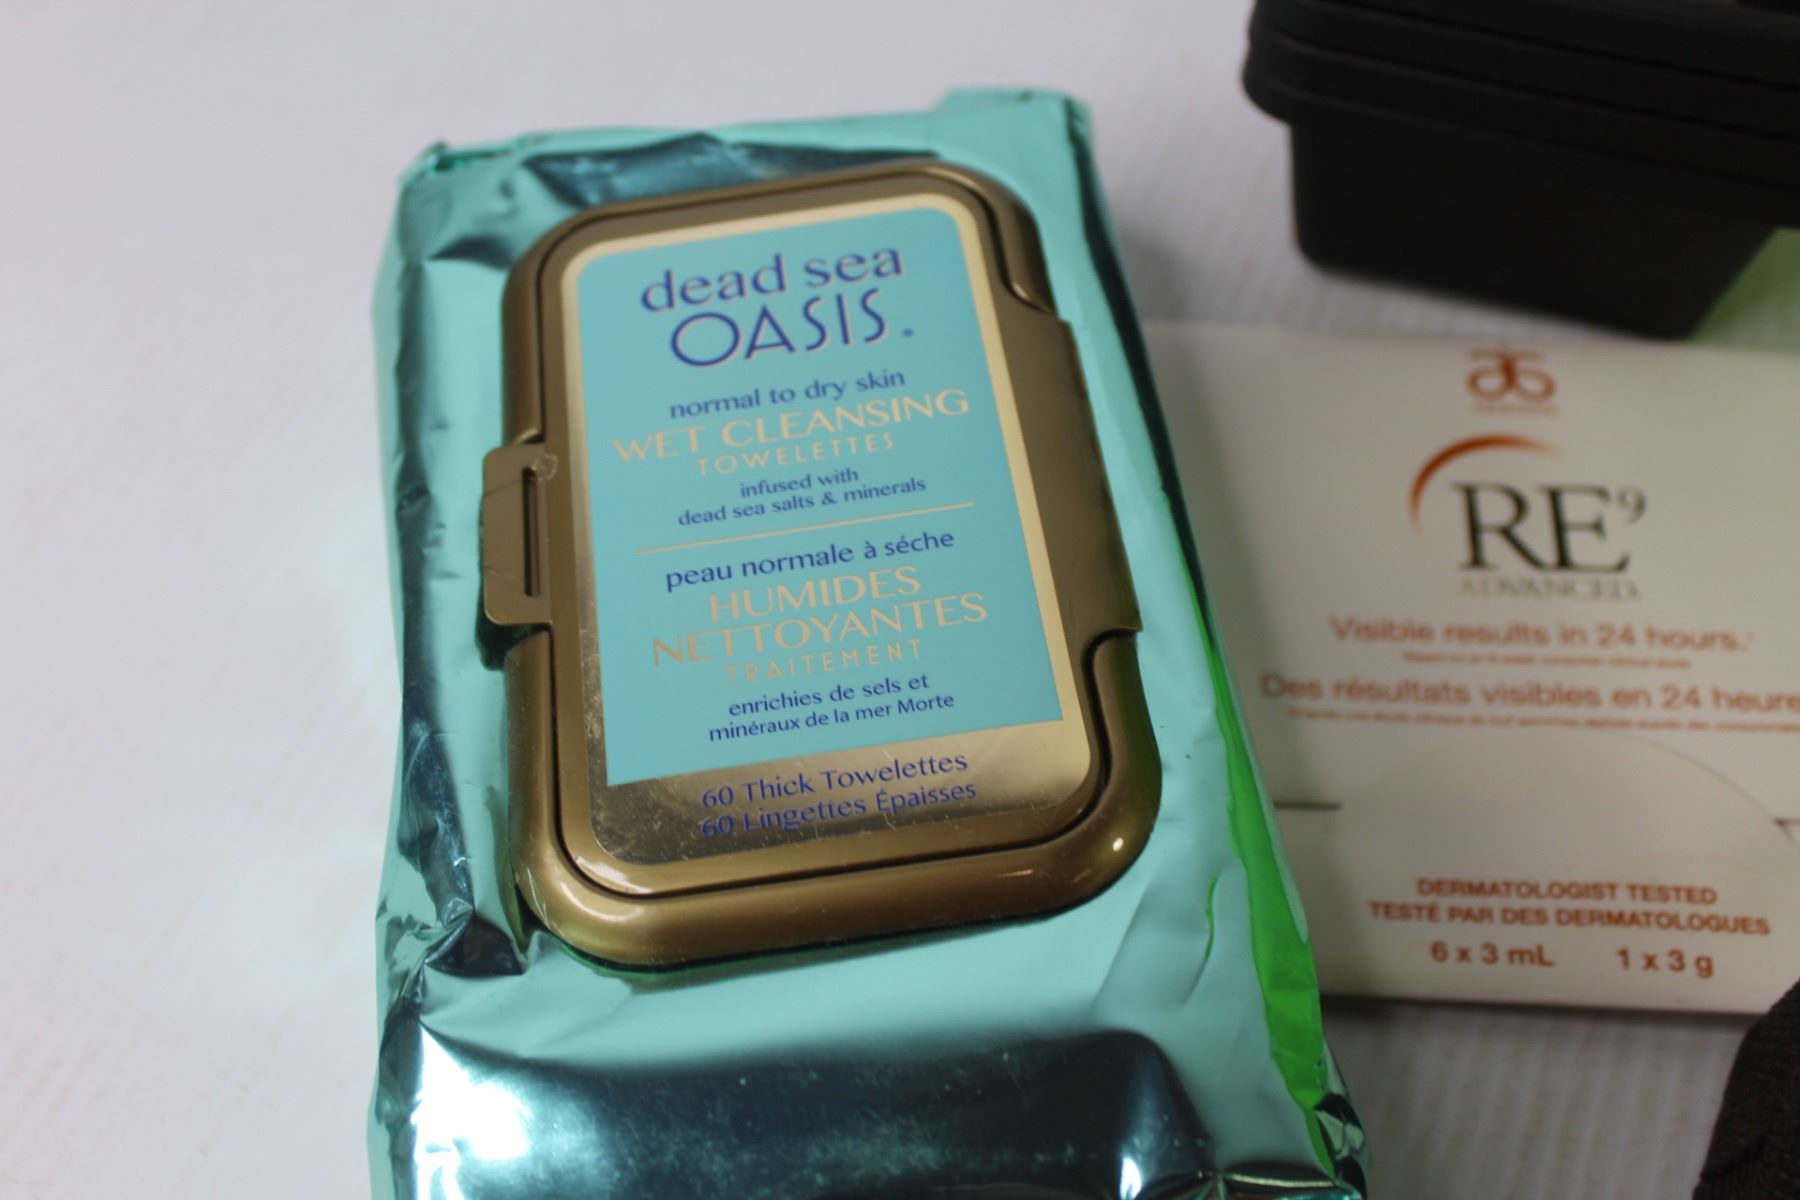 dead sea
OASIS
normal to dry skin
WET CLEANSING
TOWELETTES
infused with
dead sea salts & minerals
peau normale à séche
HUMIDES
NETTOYANTES
TRAITEMENT
enrichies de sels et
minéraux de la mer Morte
60 Thick Towelettes
60 Lingettes Épaisses
RE⁹
ADVANCED
Visible results in 24 hours.*
Des résultats visibles en 24 heure
DERMATOLOGIST TESTED
TESTÉ PAR DES DERMATOLOGUES
6 x 3 mL 1 x 3 g